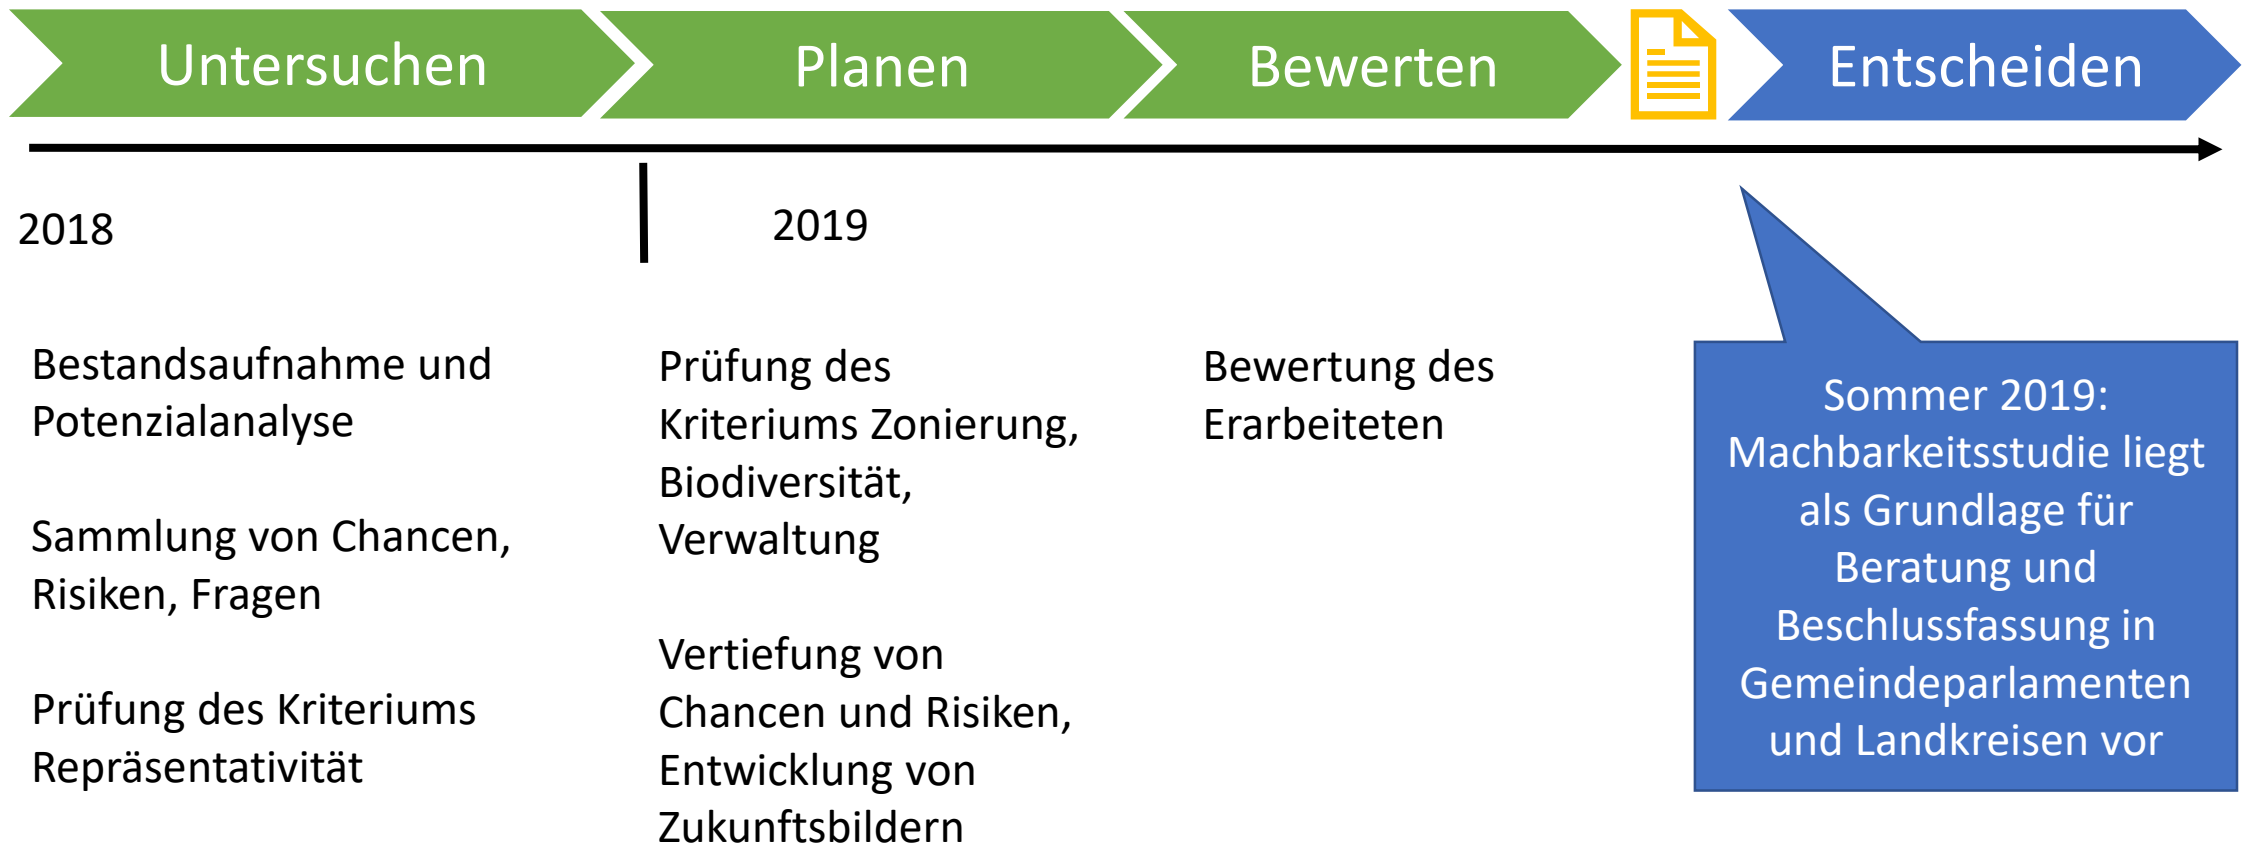 Untersuchen
Planen
Bewerten
Entscheiden
2018
2019
Bestandsaufnahme und
Potenzialanalyse
Sammlung von Chancen,
Risiken, Fragen
Prüfung des Kriteriums
Repräsentativität
Prüfung des
Kriteriums Zonierung,
Biodiversität,
Verwaltung
Vertiefung von
Chancen und Risiken,
Entwicklung von
Zukunftsbildern
Bewertung des
Erarbeiteten
Sommer 2019:
Machbarkeitsstudie liegt
als Grundlage für
Beratung und
Beschlussfassung in
Gemeindeparlamenten
und Landkreisen vor